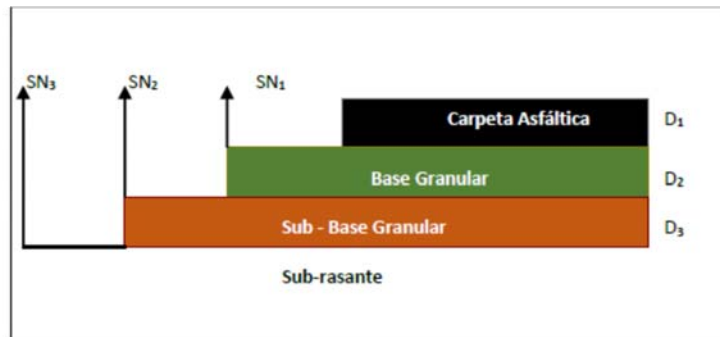 SN₃ SN₂ SN₁
Carpeta Asfáltica D₁
Base Granular D₂
Sub - Base Granular D₃
Sub-rasante